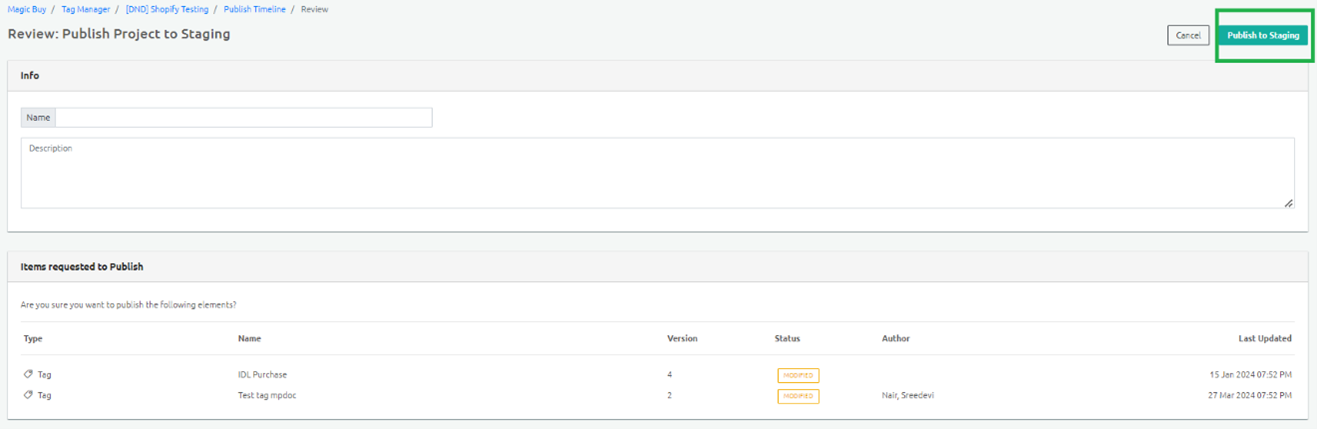 Magic Buy / Tag Manager / [DND] Shopify Testing / Publish Timeline / Review
Review: Publish Project to Staging
Cancel Publish to Staging
Info
Name
Description
Items requested to Publish
Are you sure you want to publish the following elements?
Type Name Version Status Author Last Updated
Tag IDL Purchase 4 MODIFIED 15 Jan 2024 07:52 PM
Tag Test tag mpdoc 2 MODIFIED Nair, Sreedevi 27 Mar 2024 07:52 PM